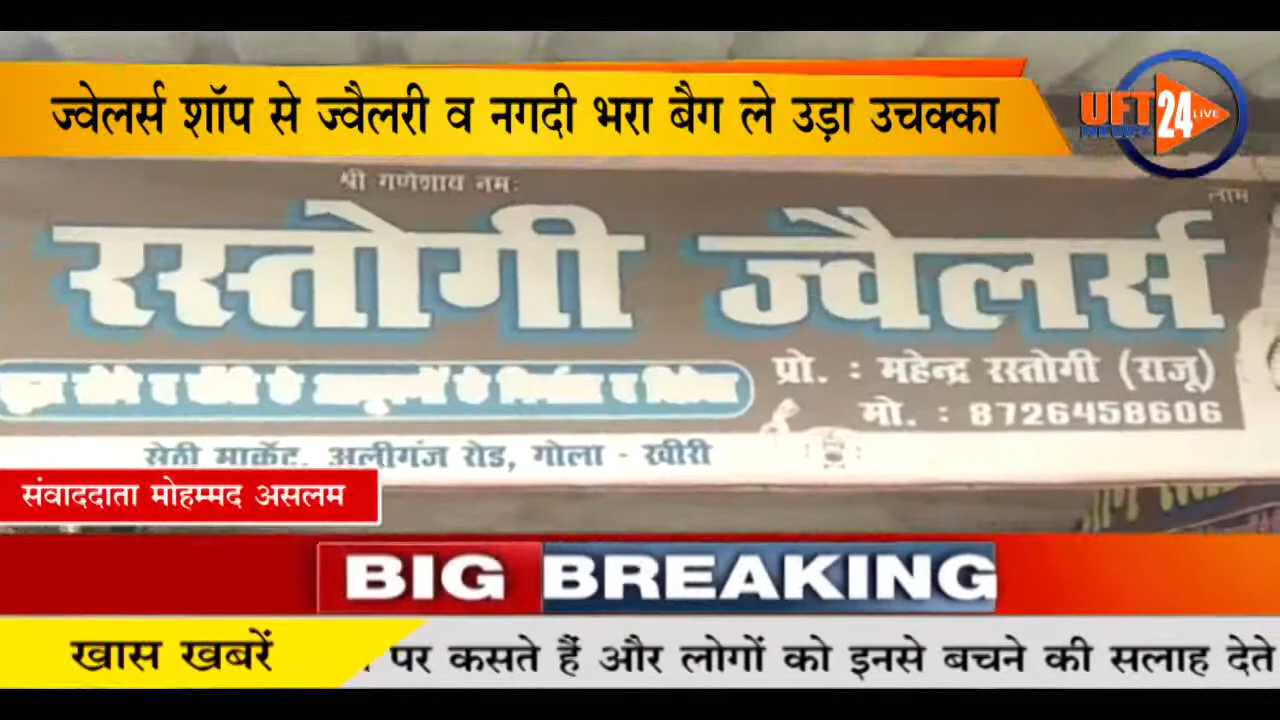 ज्वेलर्स शॉप से ज्वैलरी व नगदी भरा बैग ले उड़ा उचक्का
UFT
NEWS
24
LIVE
श्री गणेशाय नमः
लाभ
रस्तोगी ज्वैलर्स
प्रो. : महेन्द्र रस्तोगी (राजू)
मो. : 8726458606
सेठी मार्केट, अलीगंज रोड, गोला - खीरी
संवाददाता मोहम्मद असलम
BIG BREAKING
खास खबरें
पर कसते हैं और लोगों को इनसे बचने की सलाह देते